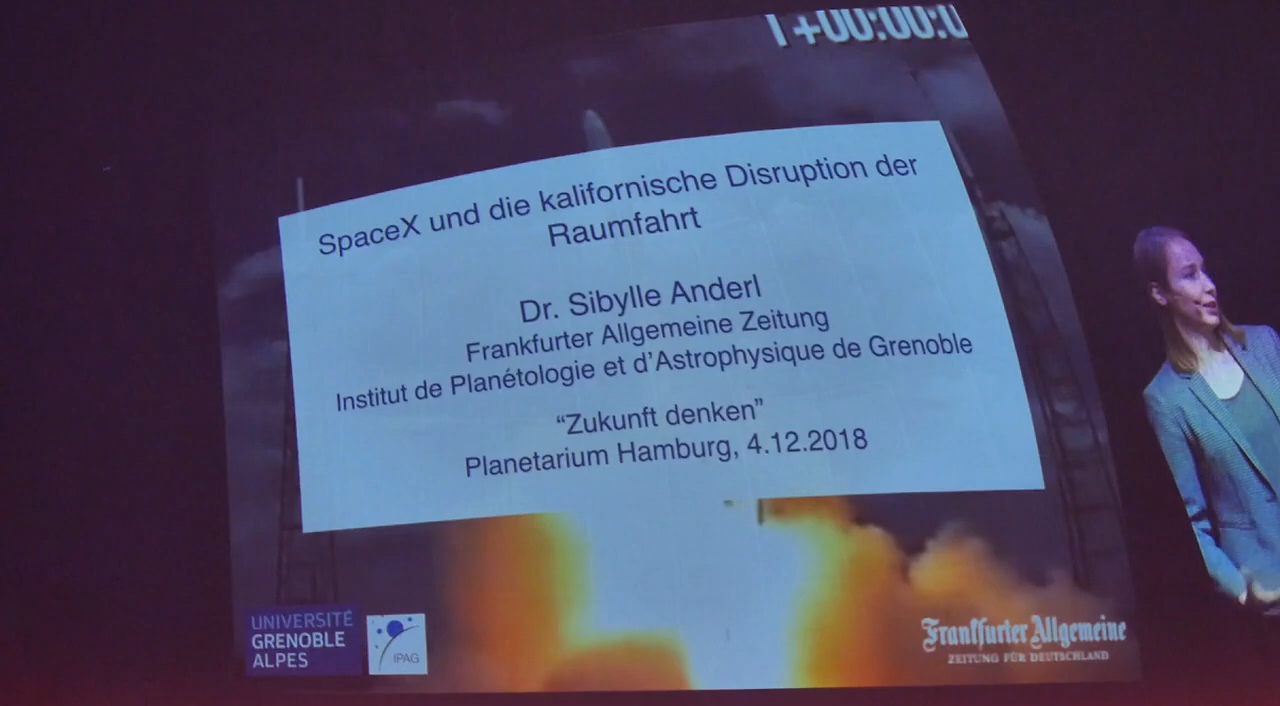 T+00:00:0
SpaceX und die kalifornische Disruption der
Raumfahrt
Dr. Sibylle Anderl
Frankfurter Allgemeine Zeitung
Institut de Planétologie et d’Astrophysique de Grenoble
“Zukunft denken”
Planetarium Hamburg, 4.12.2018
UNIVERSITÉ
GRENOBLE
ALPES
IPAG
Frankfurter Allgemeine
ZEITUNG FÜR DEUTSCHLAND